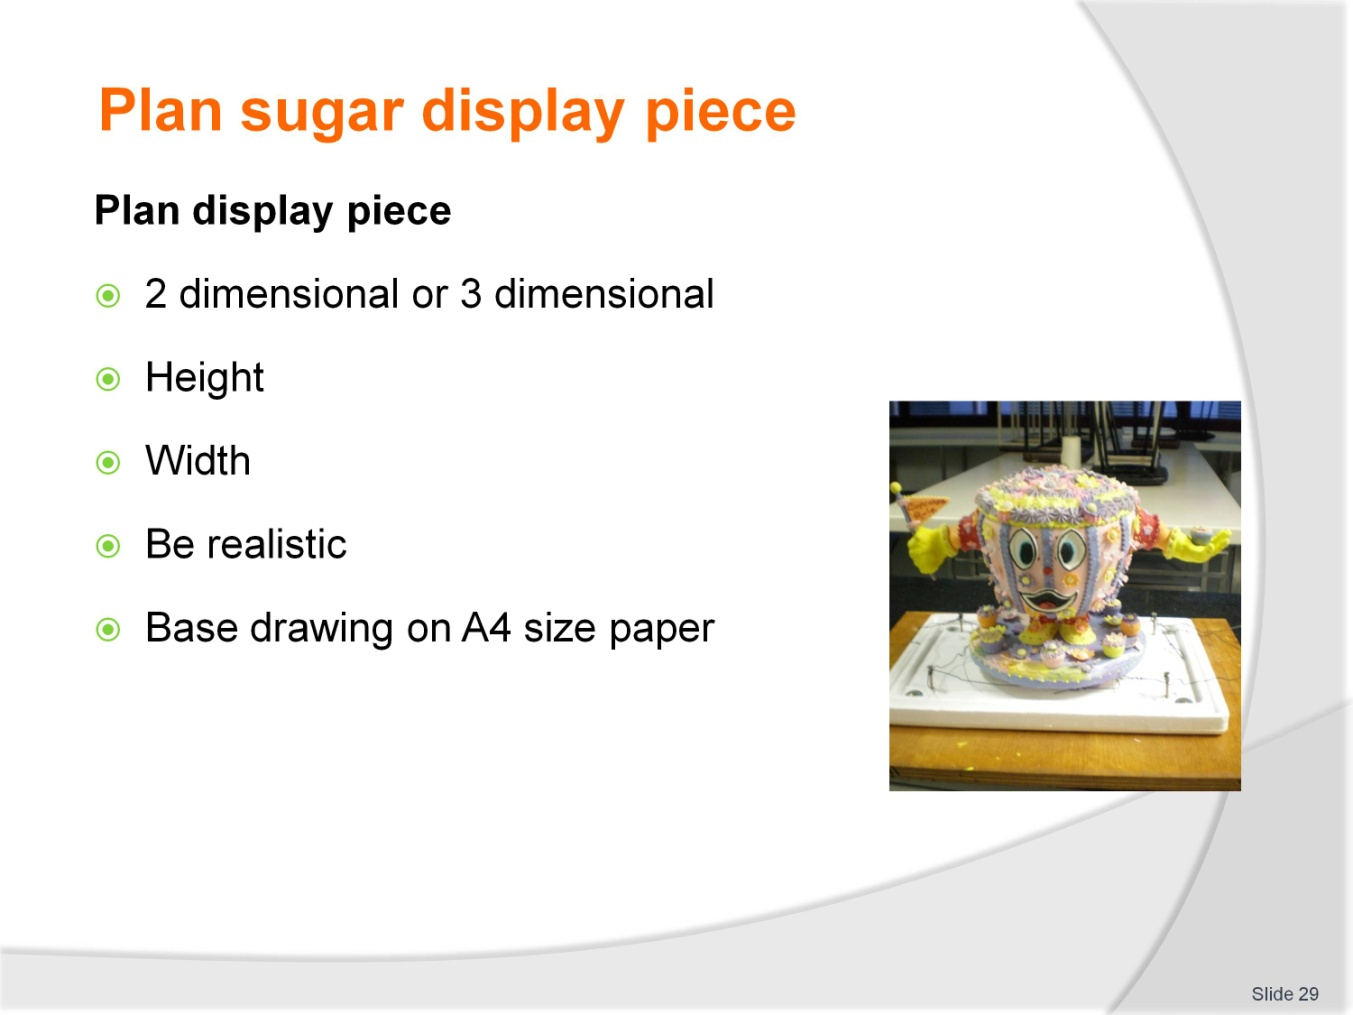 Plan sugar display piece
Plan display piece
2 dimensional or 3 dimensional
Height
Width
Be realistic
Base drawing on A4 size paper
Slide 29